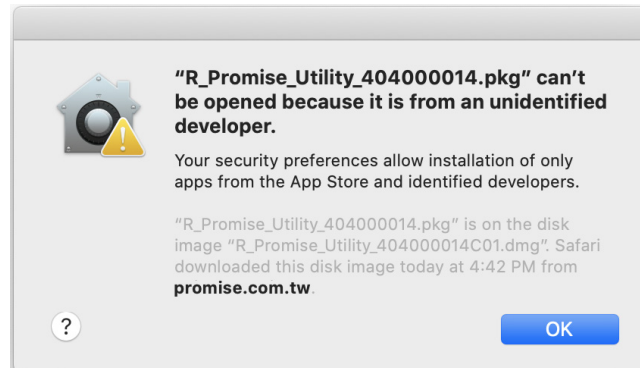 “R_Promise_Utility_404000014.pkg” can’t
be opened because it is from an unidentified
developer.
Your security preferences allow installation of only
apps from the App Store and identified developers.
“R_Promise_Utility_404000014.pkg” is on the disk
image “R_Promise_Utility_404000014C01.dmg”. Safari
downloaded this disk image today at 4:42 PM from
promise.com.tw.
?
OK